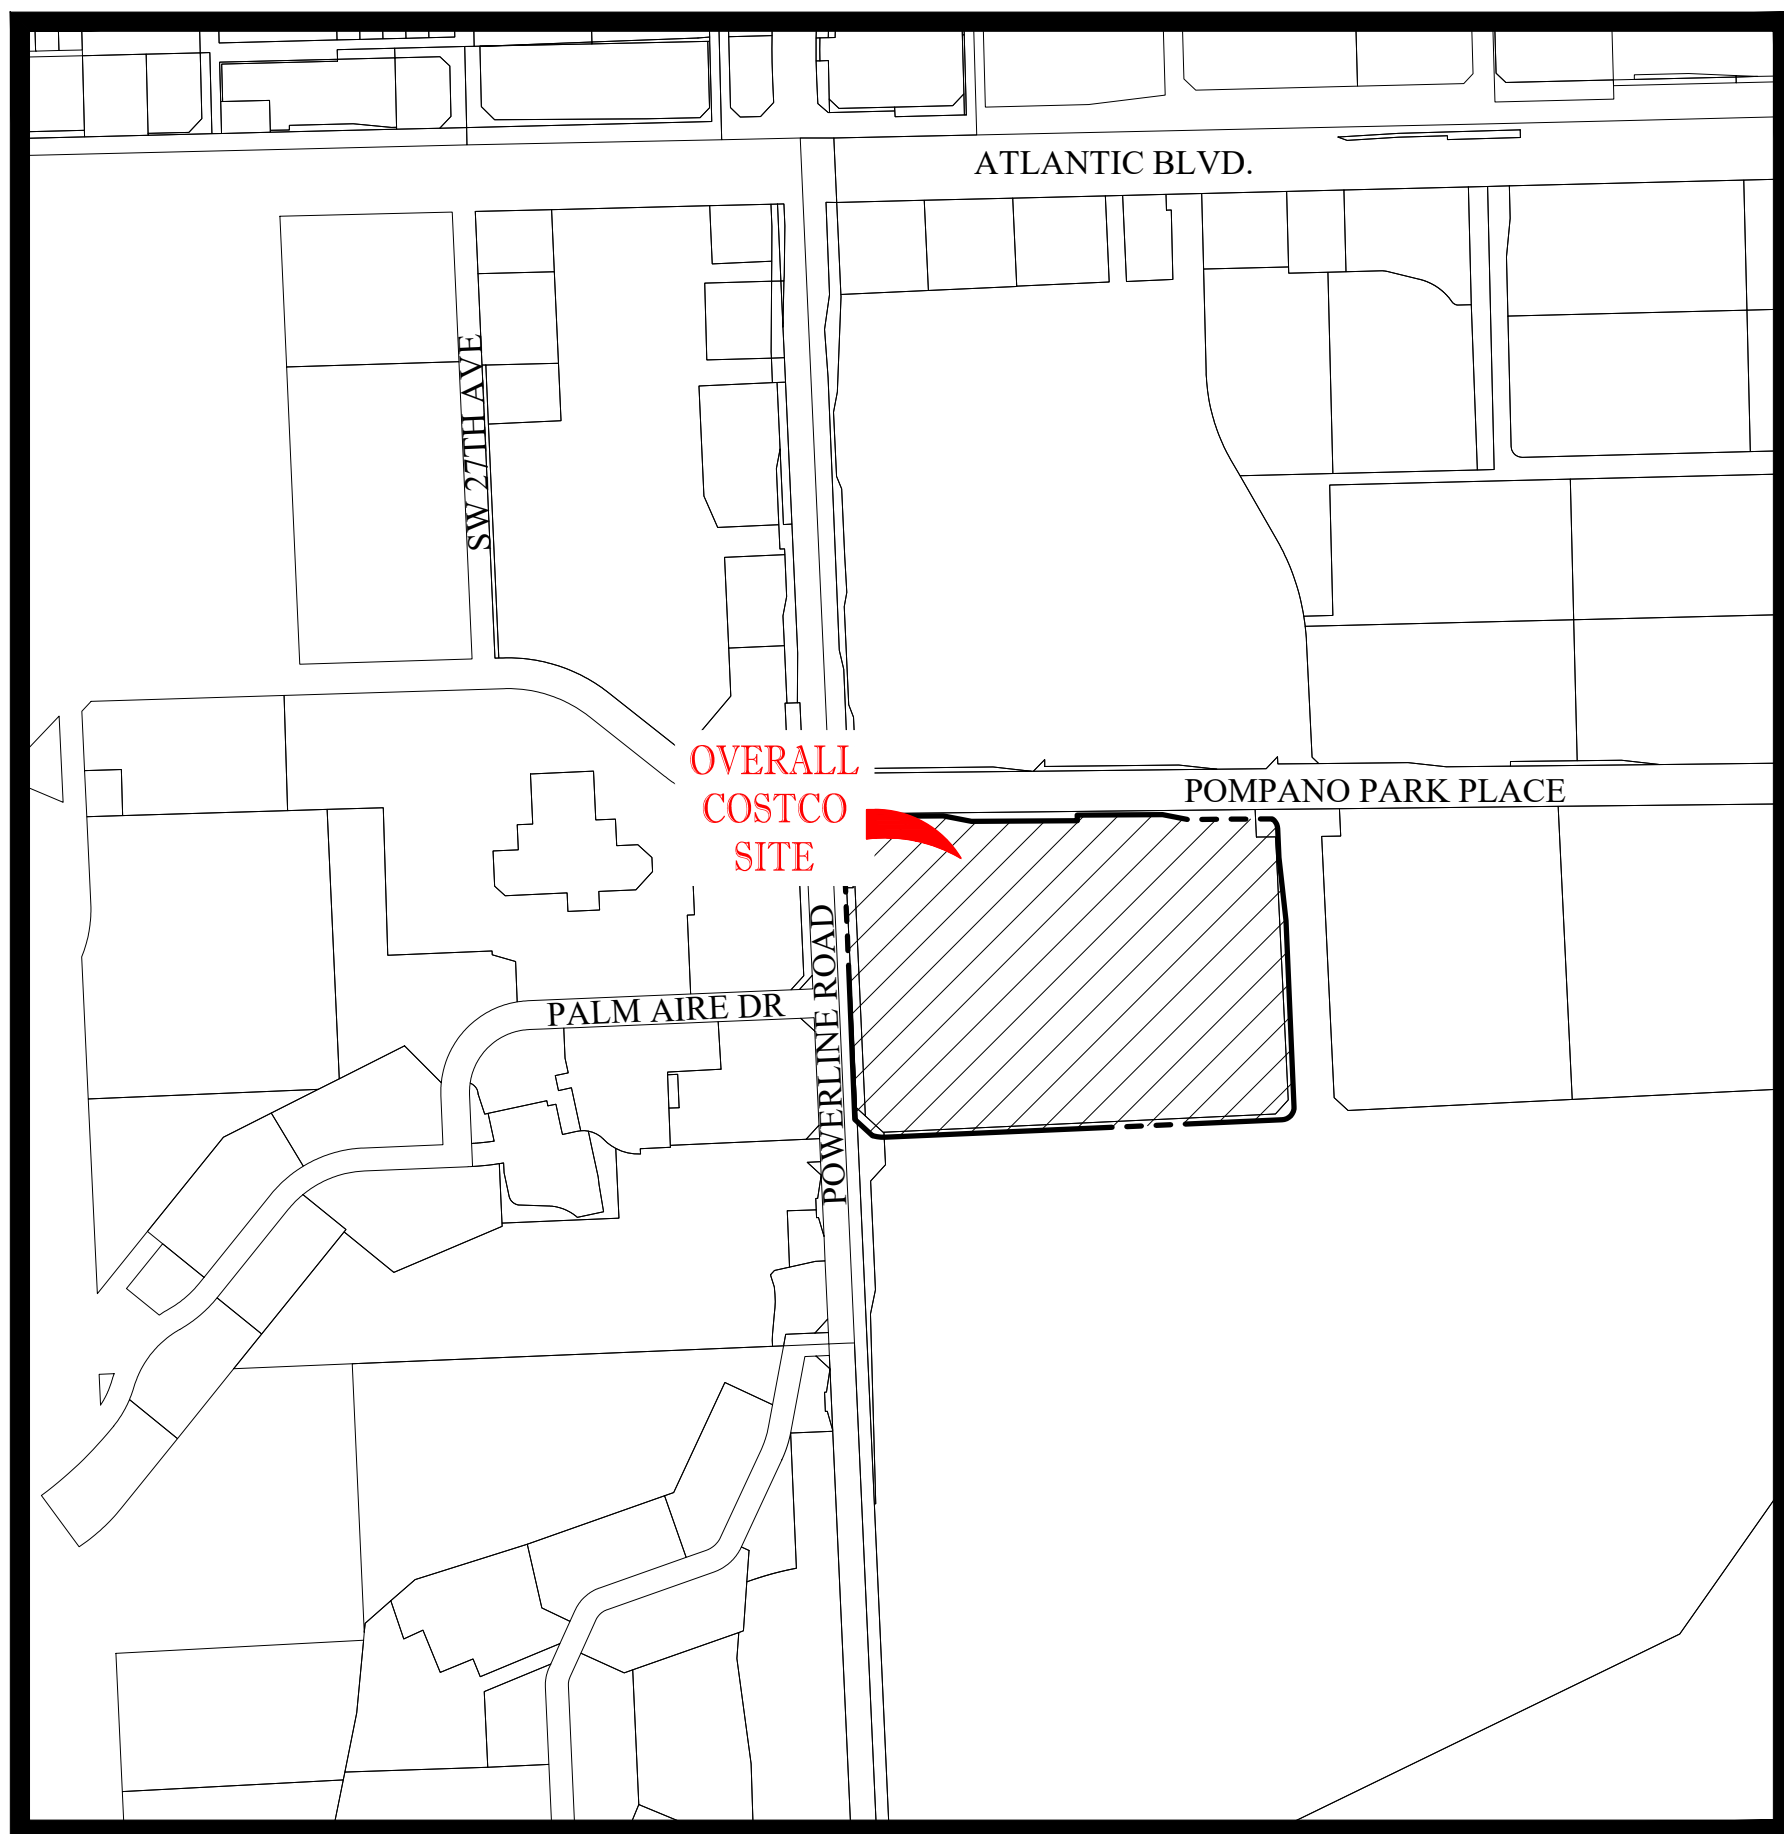 ATLANTIC BLVD.
SW 27TH AVE
OVERALL
COSTCO
SITE
POMPANO PARK PLACE
POWERLINE ROAD
PALM AIRE DR